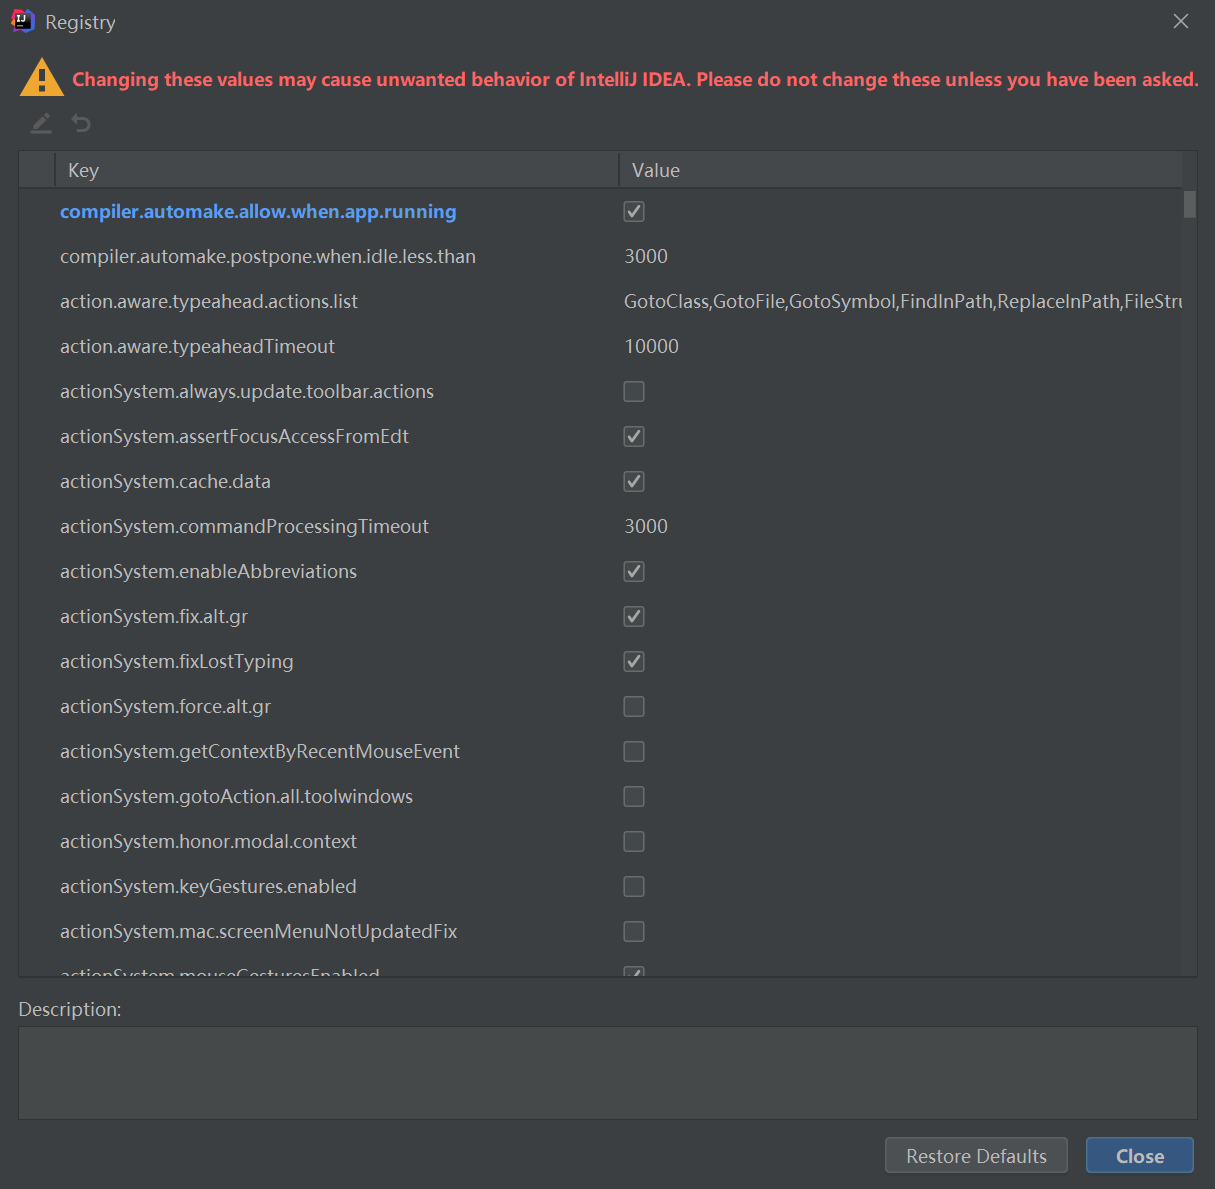 Registry
Changing these values may cause unwanted behavior of IntelliJ IDEA. Please do not change these unless you have been asked.
Key Value
compiler.automake.allow.when.app.running
compiler.automake.postpone.when.idle.less.than 3000
action.aware.typeahead.actions.list GotoClass,GotoFile,GotoSymbol,FindInPath,ReplaceInPath,FileStru
action.aware.typeaheadTimeout 10000
actionSystem.always.update.toolbar.actions
actionSystem.assertFocusAccessFromEdt
actionSystem.cache.data
actionSystem.commandProcessingTimeout 3000
actionSystem.enableAbbreviations
actionSystem.fix.alt.gr
actionSystem.fixLostTyping
actionSystem.force.alt.gr
actionSystem.getContextByRecentMouseEvent
actionSystem.gotoAction.all.toolwindows
actionSystem.honor.modal.context
actionSystem.keyGestures.enabled
actionSystem.mac.screenMenuNotUpdatedFix
actionSystem.mouseGesturesEnabled
Description:
Restore Defaults Close